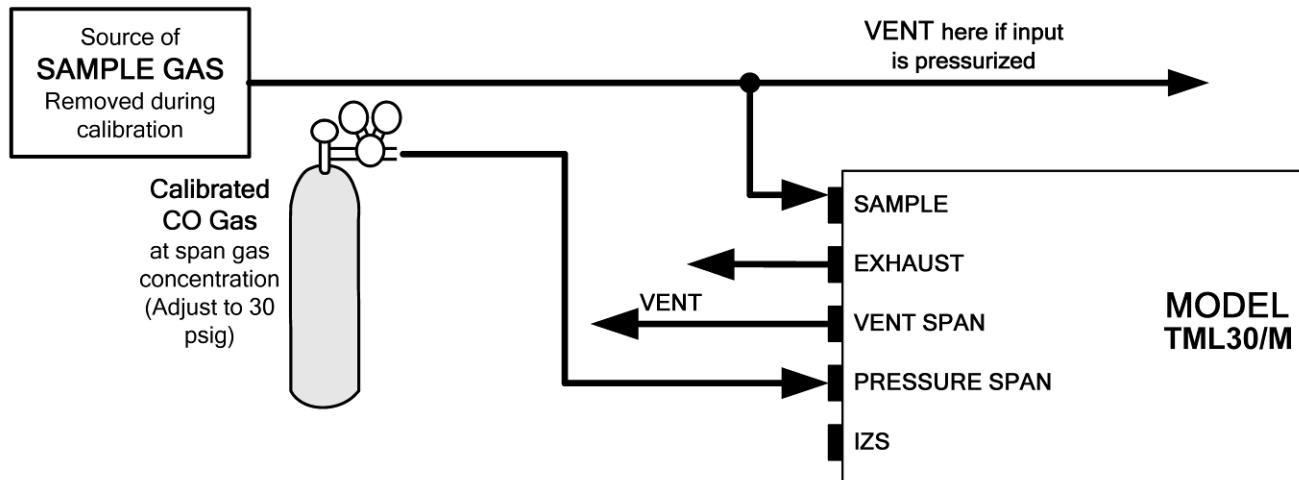 Source of
SAMPLE GAS
Removed during
calibration
VENT here if input
is pressurized
Calibrated
CO Gas
at span gas
concentration
(Adjust to 30
psig)
SAMPLE
EXHAUST
VENT
VENT SPAN
PRESSURE SPAN
IZS
MODEL
TML30/M